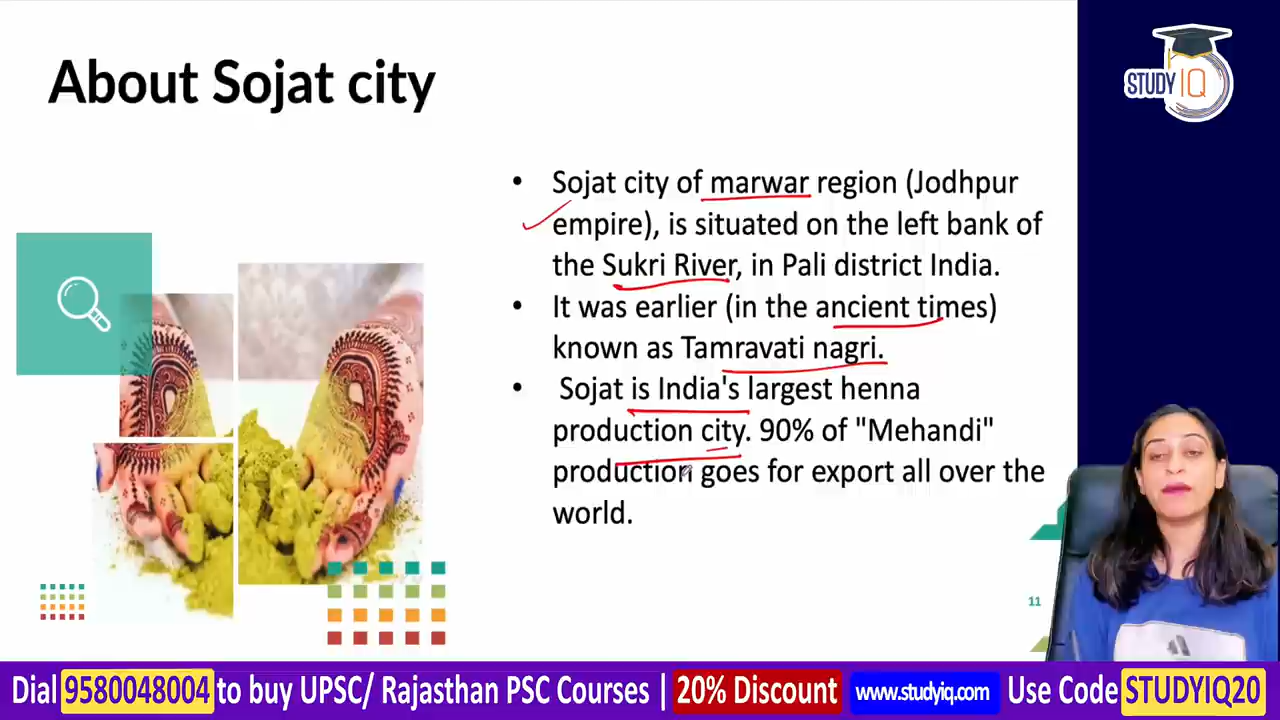 About Sojat city
STUDY IQ
• Sojat city of marwar region (Jodhpur
empire), is situated on the left bank of
the Sukri River, in Pali district India.
• It was earlier (in the ancient times)
known as Tamravati nagri.
• Sojat is India's largest henna
production city. 90% of "Mehandi"
production goes for export all over the
world.
11
Dial 9580048004 to buy UPSC/ Rajasthan PSC Courses | 20% Discount www.studyiq.com Use Code STUDYIQ20